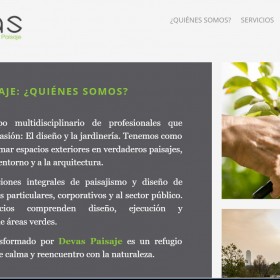 as
Paisaje
¿QUIÉNES SOMOS? SERVICIOS
AJE: ¿QUIÉNES SOMOS?
po multidisciplinario de profesionales que
asión: El diseño y la jardinería. Tenemos como
mar espacios exteriores en verdaderos paisajes,
entorno y a la arquitectura.
iones integrales de paisajismo y diseño de
s particulares, corporativos y al sector público.
icios comprenden diseño, ejecución y
e áreas verdes.
sformado por Devas Paisaje es un refugio
e calma y reencuentro con la naturaleza.